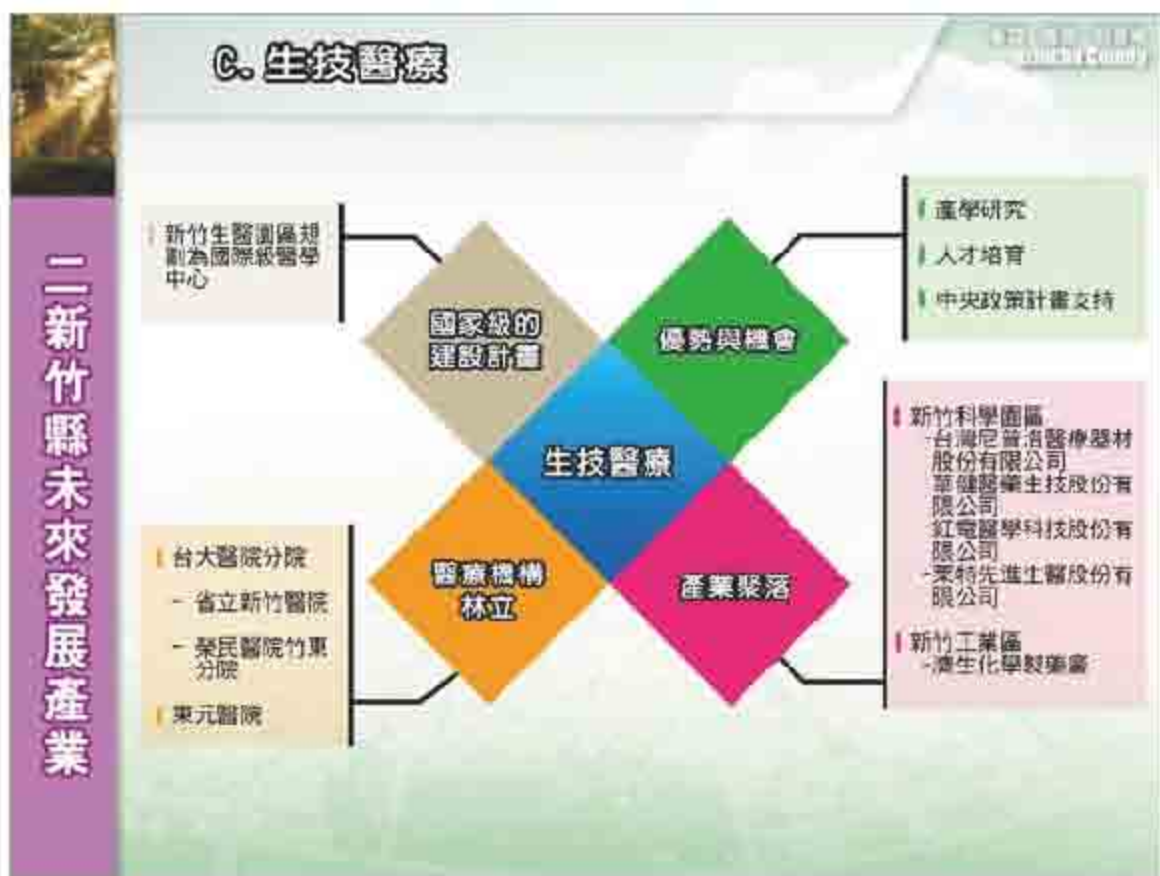 C. 生技醫療
二新竹縣未來發展產業
新竹生醫園區規
劃為國際級醫學
中心
國家級的
建設計畫
優勢與機會
產學研究
人才培育
中央政策計畫支持
生技醫療
醫療機構
林立
台大醫院分院
- 省立新竹醫院
- 榮民醫院竹東
分院
東元醫院
產業聚落
新竹科學園區
-台灣尼普洛醫療器材
股份有限公司
-華健醫藥生技股份有
限公司
-紅電醫學科技股份有
限公司
-萊特先進生醫股份有
限公司
新竹工業區
-濟生化學製藥廠